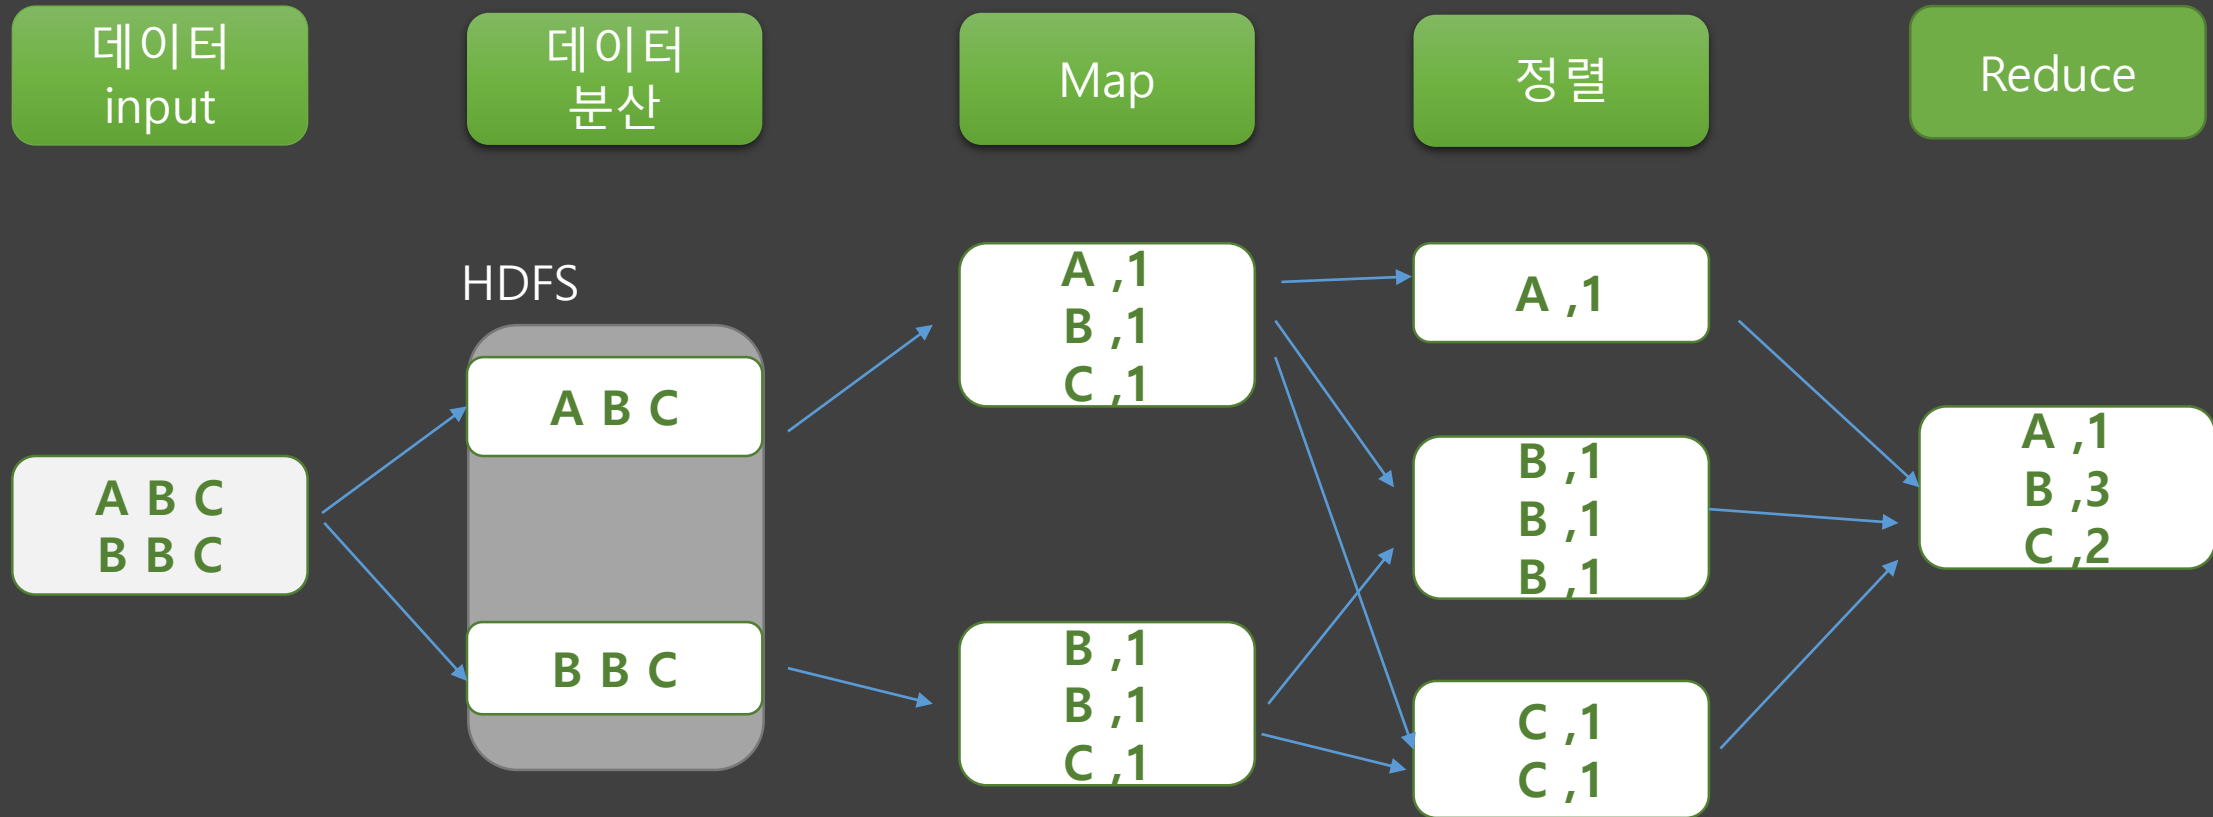 데이터
input
데이터
분산
Map
정렬
Reduce
HDFS
A B C
B B C
A B C
B B C
A ,1
B ,1
C ,1
B ,1
B ,1
C ,1
A ,1
B ,1
B ,1
B ,1
C ,1
C ,1
A ,1
B ,3
C ,2